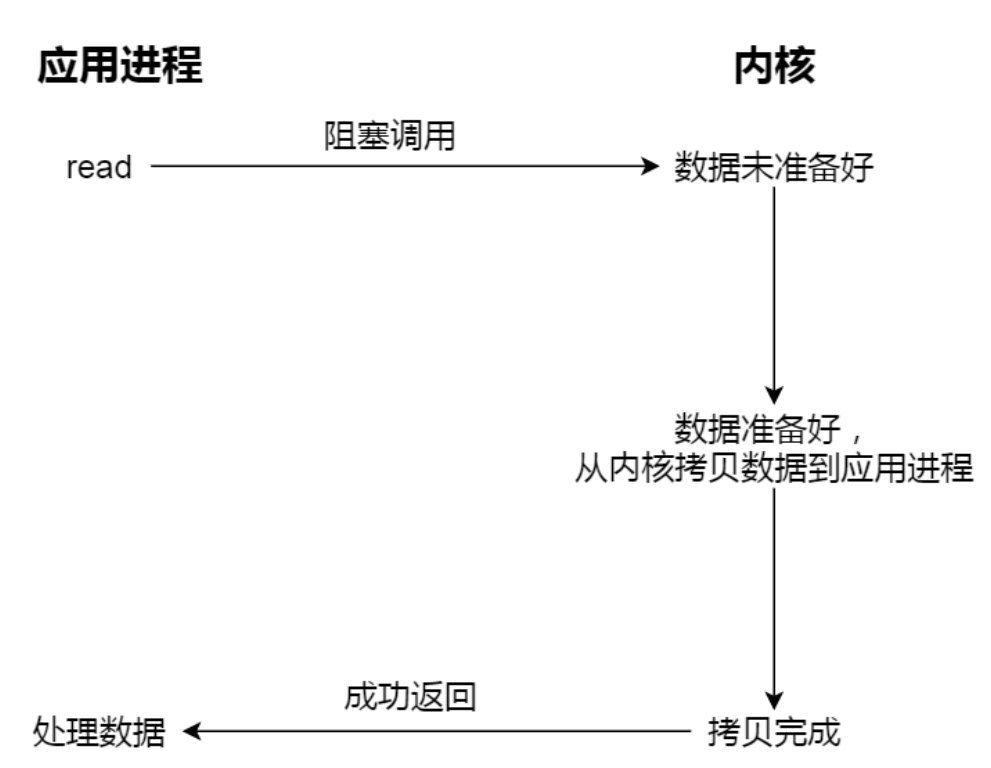 应用进程
内核
阻塞调用
read
数据未准备好
数据准备好，
从内核拷贝数据到应用进程
成功返回
处理数据
拷贝完成